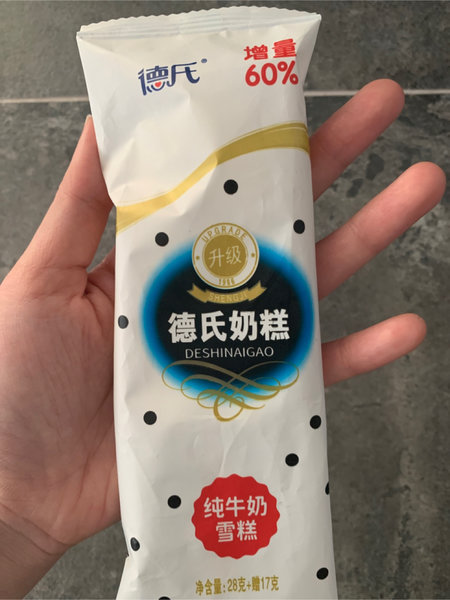 德氏®
增量
60%
UPGRADE
升级
SHENGJI
德氏奶糕
DESHINAIGAO
纯牛奶
雪糕
净含量:28克+赠17克